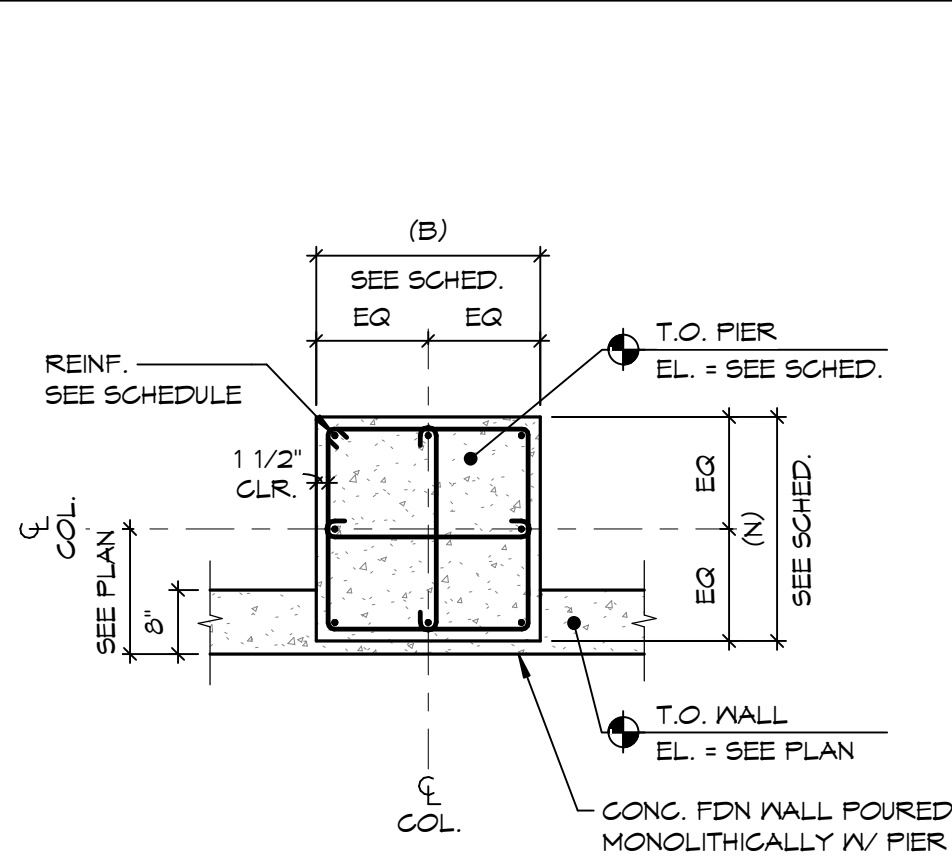 (B)
SEE SCHED.
EQ
EQ
T.O. PIER
EL. = SEE SCHED.
REINF.
SEE SCHEDULE
1 1/2"
CLR.
EQ
EQ
(N)
SEE SCHED.
℄
COL.
SEE PLAN
8"
T.O. WALL
EL. = SEE PLAN
℄
COL.
CONC. FDN WALL POURED
MONOLITHICALLY W/ PIER